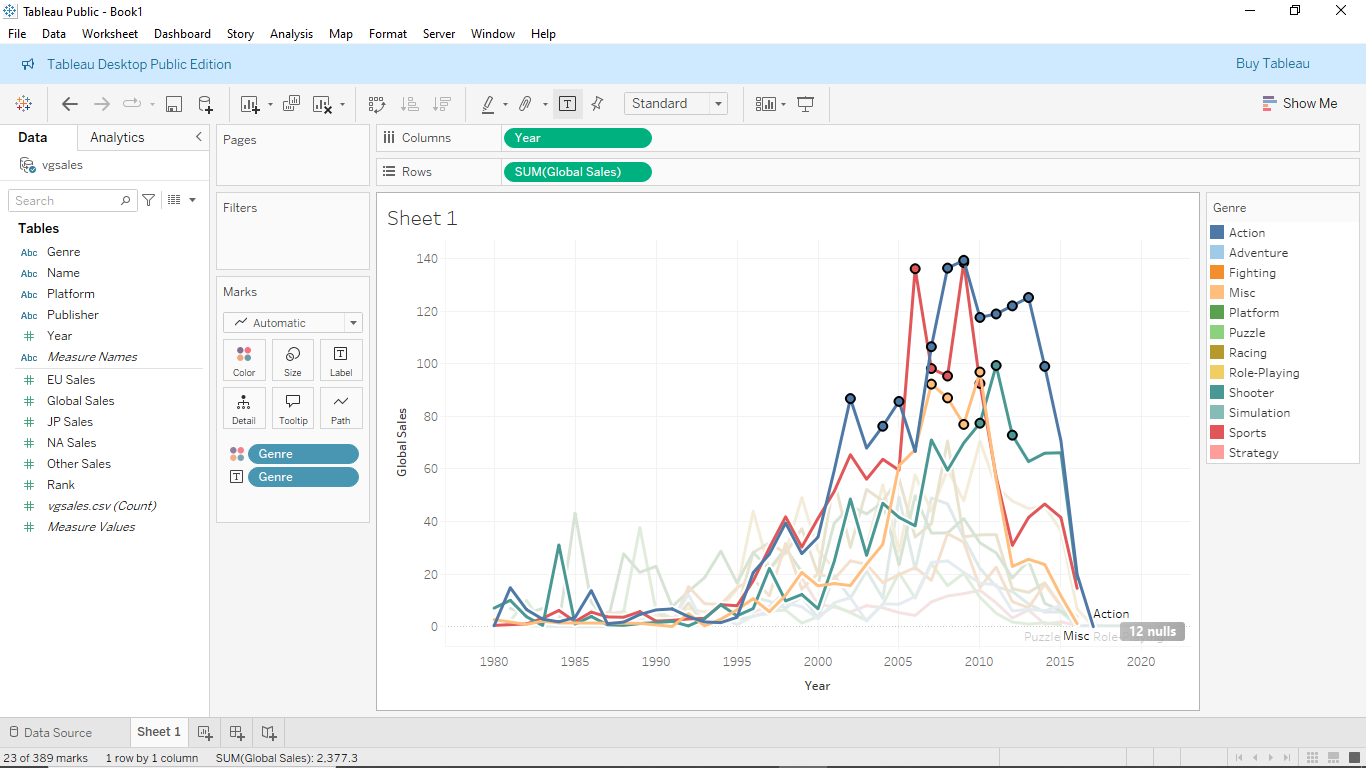 Tableau Public - Book1
File Data Worksheet Dashboard Story Analysis Map Format Server Window Help
Tableau Desktop Public Edition
Buy Tableau
Standard
Show Me
Data
Analytics
vgsales
Search
Tables
Abc Genre
Abc Name
Abc Platform
Abc Publisher
Year
Abc Measure Names
EU Sales
Global Sales
JP Sales
NA Sales
Other Sales
Rank
vgsales.csv (Count)
Measure Values
Pages
Filters
Marks
Automatic
Color Size Label
Detail Tooltip Path
Genre
Genre
Columns Year
Rows SUM(Global Sales)
Sheet 1
Global Sales
140
120
100
80
60
40
20
0
Action
Puzzle Misc
12 nulls
1980 1985 1990 1995 2000 2005 2010 2015 2020
Year
Genre
Action
Adventure
Fighting
Misc
Platform
Puzzle
Racing
Role-Playing
Shooter
Simulation
Sports
Strategy
Data Source
Sheet 1
23 of 389 marks 1 row by 1 column SUM(Global Sales): 2,377.3